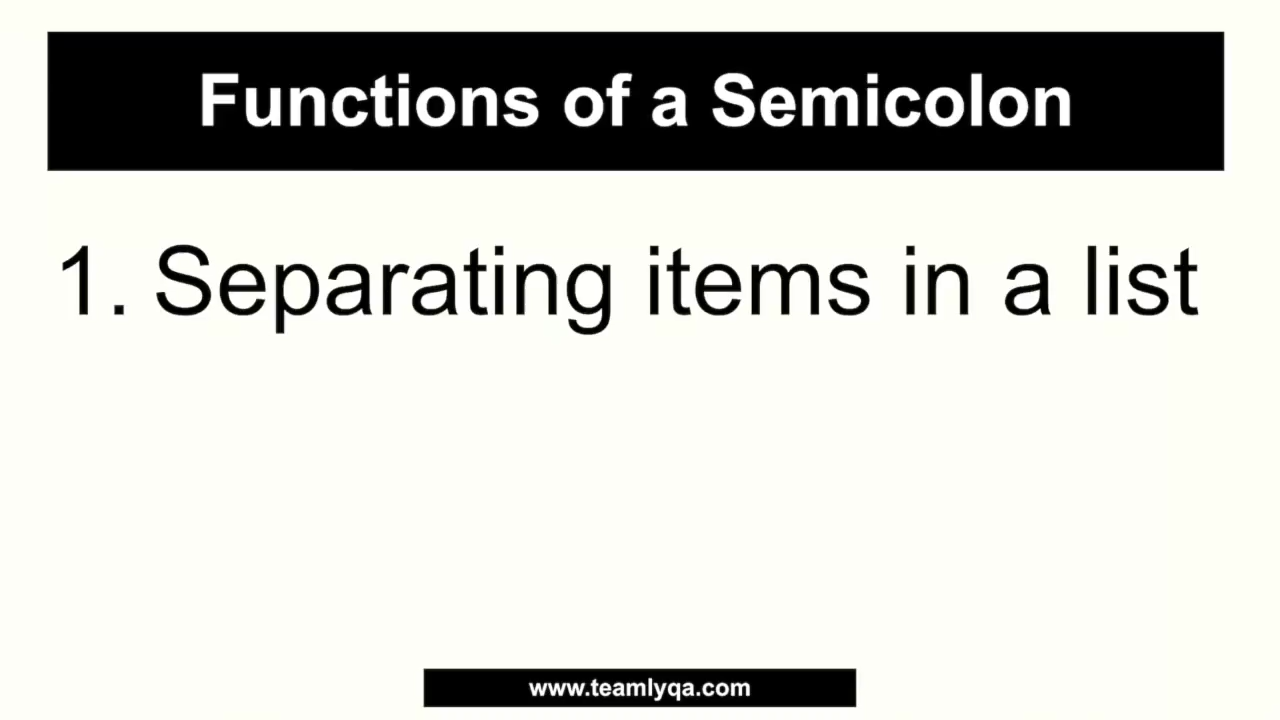 Functions of a Semicolon
1. Separating items in a list
www.teamlyqa.com